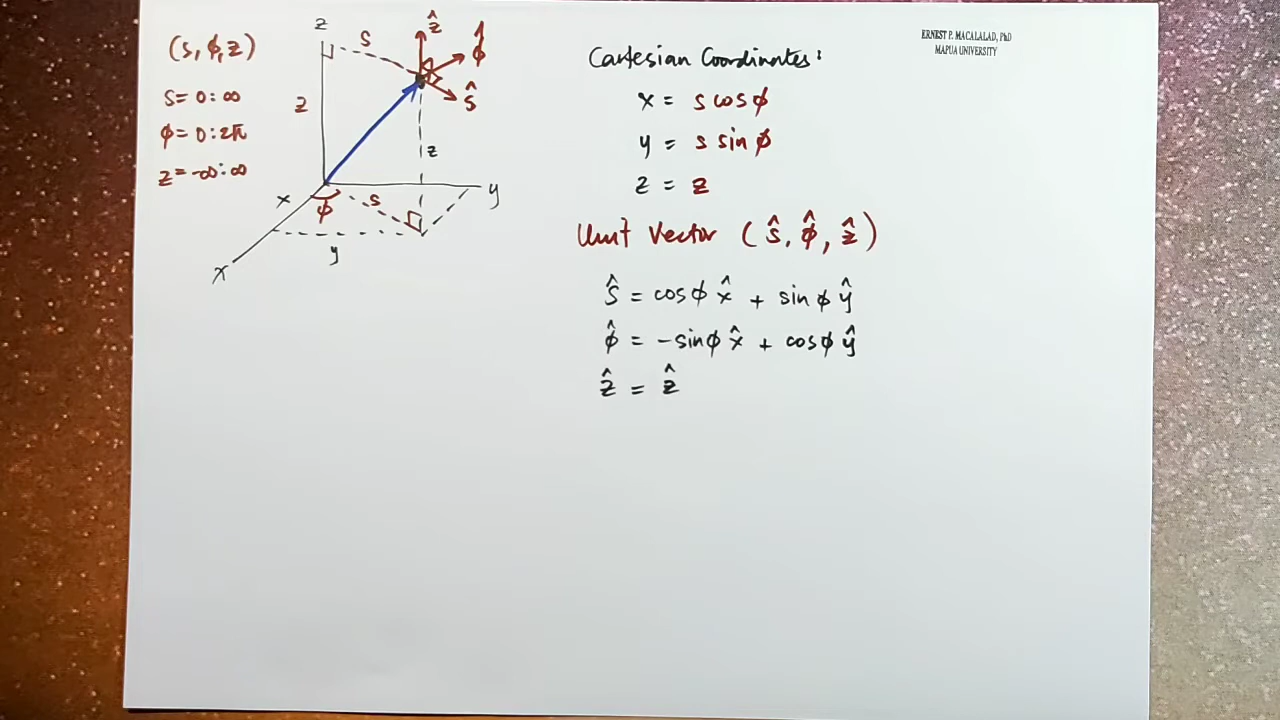 ERNEST P. MACALALAD, PhD
MAPUA UNIVERSITY
(s, ϕ, z)
s = 0 : ∞
ϕ = 0 : 2π
z = -∞ : ∞
z
s
ẑ
ϕ̂
ŝ
z
z
x
ϕ
s
y
y
x
Cartesian Coordinates:
x = s cos ϕ
y = s sin ϕ
z = z
Unit Vector (ŝ, ϕ̂, ẑ)
ŝ = cos ϕ x̂ + sin ϕ ŷ
ϕ̂ = -sin ϕ x̂ + cos ϕ ŷ
ẑ = ẑ